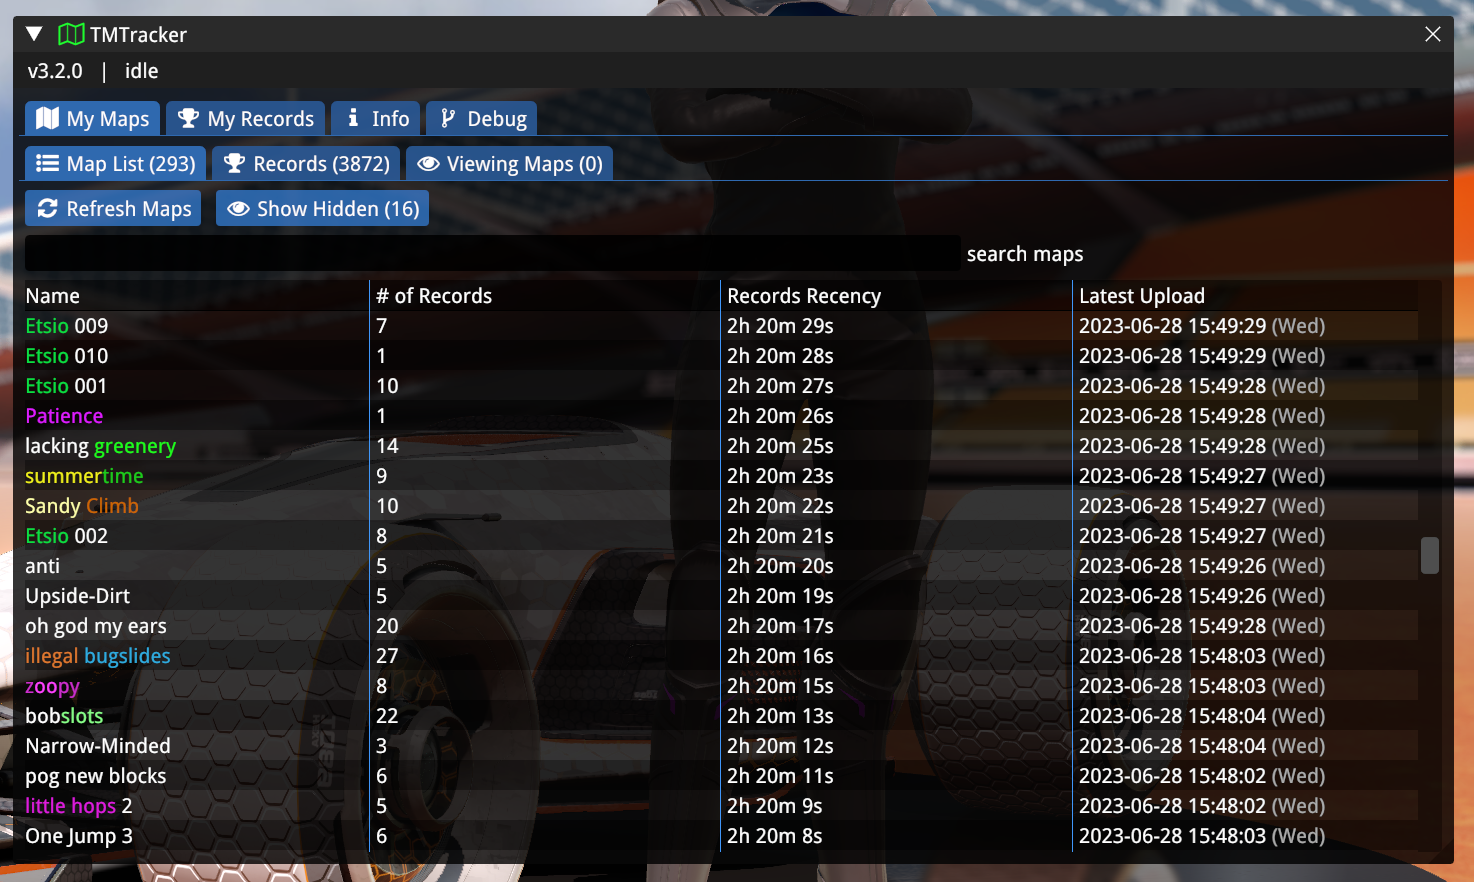 TMTracker
v3.2.0 | idle
My Maps My Records Info Debug
Map List (293) Records (3872) Viewing Maps (0)
Refresh Maps Show Hidden (16)
search maps
Name # of Records Records Recency Latest Upload
Etsio 009 7 2h 20m 29s 2023-06-28 15:49:29 (Wed)
Etsio 010 1 2h 20m 28s 2023-06-28 15:49:29 (Wed)
Etsio 001 10 2h 20m 27s 2023-06-28 15:49:28 (Wed)
Patience 1 2h 20m 26s 2023-06-28 15:49:28 (Wed)
lacking greenery 14 2h 20m 25s 2023-06-28 15:49:28 (Wed)
summertime 9 2h 20m 23s 2023-06-28 15:49:27 (Wed)
Sandy Climb 10 2h 20m 22s 2023-06-28 15:49:27 (Wed)
Etsio 002 8 2h 20m 21s 2023-06-28 15:49:27 (Wed)
anti 5 2h 20m 20s 2023-06-28 15:49:26 (Wed)
Upside-Dirt 5 2h 20m 19s 2023-06-28 15:49:26 (Wed)
oh god my ears 20 2h 20m 17s 2023-06-28 15:49:28 (Wed)
illegal bugslides 27 2h 20m 16s 2023-06-28 15:48:03 (Wed)
zoopy 8 2h 20m 15s 2023-06-28 15:48:03 (Wed)
bobslots 22 2h 20m 13s 2023-06-28 15:48:04 (Wed)
Narrow-Minded 3 2h 20m 12s 2023-06-28 15:48:04 (Wed)
pog new blocks 6 2h 20m 11s 2023-06-28 15:48:02 (Wed)
little hops 2 5 2h 20m 9s 2023-06-28 15:48:02 (Wed)
One Jump 3 6 2h 20m 8s 2023-06-28 15:48:03 (Wed)